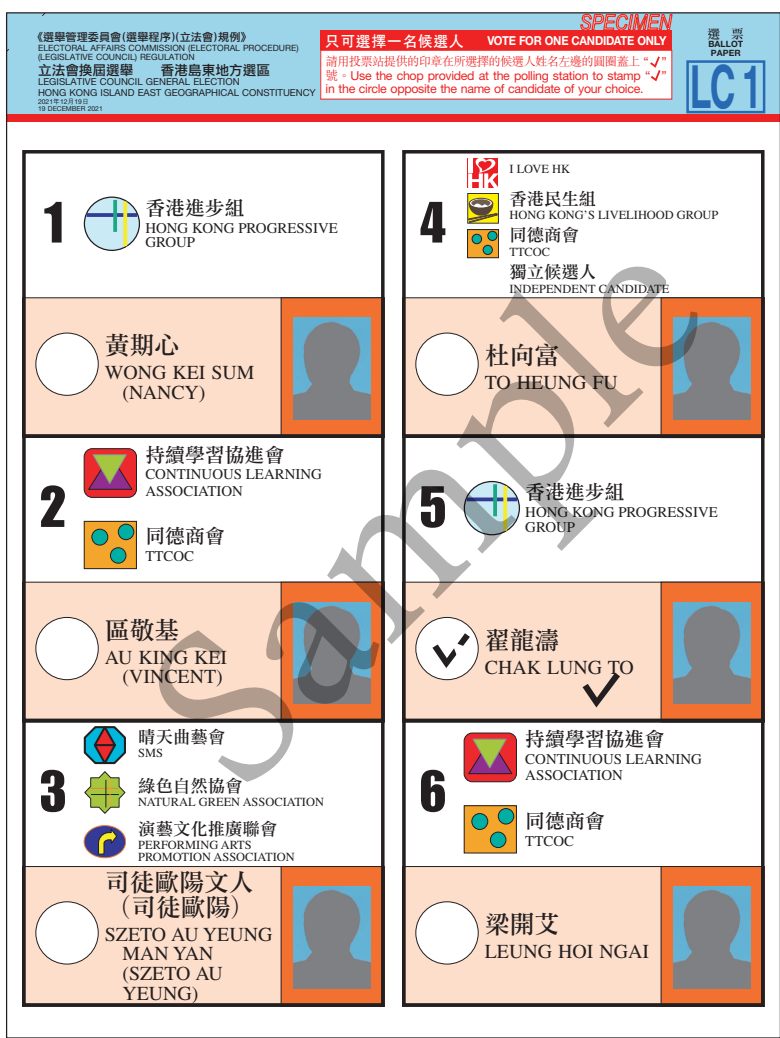 《選舉管理委員會(選舉程序)(立法會)規例》
ELECTORAL AFFAIRS COMMISSION (ELECTORAL PROCEDURE)
(LEGISLATIVE COUNCIL) REGULATION
立法會換屆選舉 香港島東地方選區
LEGISLATIVE COUNCIL GENERAL ELECTION
HONG KONG ISLAND EAST GEOGRAPHICAL CONSTITUENCY
2021年12月19日
19 DECEMBER 2021
SPECIMEN
只可選擇一名候選人 VOTE FOR ONE CANDIDATE ONLY
請用投票站提供的印章在所選擇的候選人姓名左邊的圓圈蓋上“✓”
號。Use the chop provided at the polling station to stamp “✓”
in the circle opposite the name of candidate of your choice.
選 票
BALLOT
PAPER
LC 1
1
香港進步組
HONG KONG PROGRESSIVE
GROUP
黃期心
WONG KEI SUM
(NANCY)
2
持續學習協進會
CONTINUOUS LEARNING
ASSOCIATION
同德商會
TTCOC
區敬基
AU KING KEI
(VINCENT)
3
晴天曲藝會
SMS
綠色自然協會
NATURAL GREEN ASSOCIATION
演藝文化推廣聯會
PERFORMING ARTS
PROMOTION ASSOCIATION
司徒歐陽文人
(司徒歐陽)
SZETO AU YEUNG
MAN YAN
(SZETO AU
YEUNG)
4
HK
I LOVE HK
香港民生組
HONG KONG'S LIVELIHOOD GROUP
同德商會
TTCOC
獨立候選人
INDEPENDENT CANDIDATE
杜向富
TO HEUNG FU
5
香港進步組
HONG KONG PROGRESSIVE
GROUP
翟龍濤
CHAK LUNG TO
6
持續學習協進會
CONTINUOUS LEARNING
ASSOCIATION
同德商會
TTCOC
梁開艾
LEUNG HOI NGAI
Sample